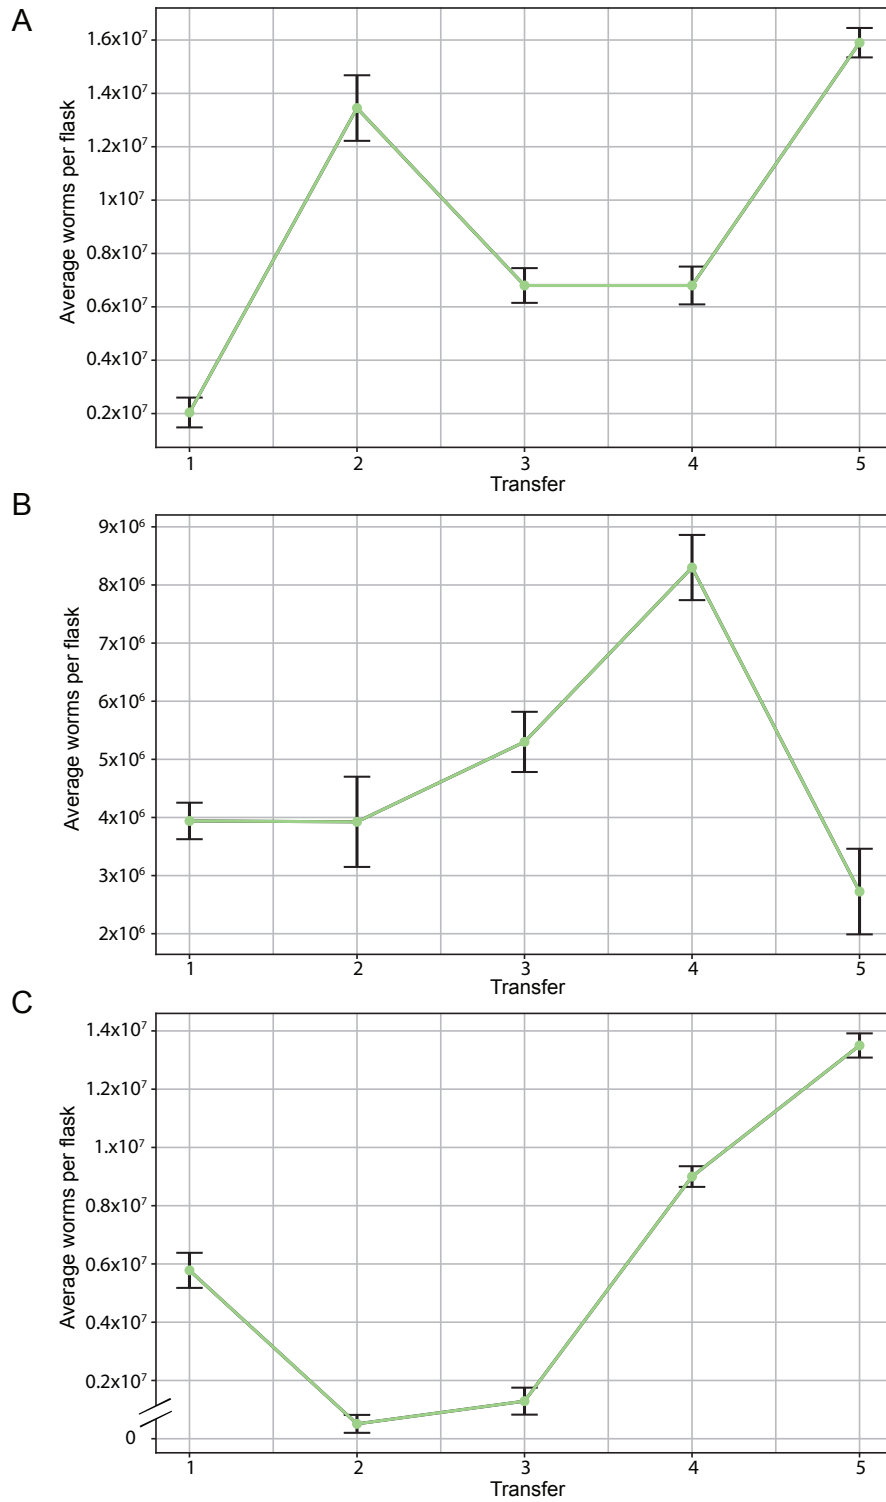 A
Average worms per flask
1.6x10⁷
1.4x10⁷
1.2x10⁷
1x10⁷
0.8x10⁷
0.6x10⁷
0.4x10⁷
0.2x10⁷
1 2 3 4 5
Transfer
B
Average worms per flask
9x10⁶
8x10⁶
7x10⁶
6x10⁶
5x10⁶
4x10⁶
3x10⁶
2x10⁶
1 2 3 4 5
Transfer
C
Average worms per flask
1.4x10⁷
1.2x10⁷
1.x10⁷
0.8x10⁷
0.6x10⁷
0.4x10⁷
0.2x10⁷
0
1 2 3 4 5
Transfer